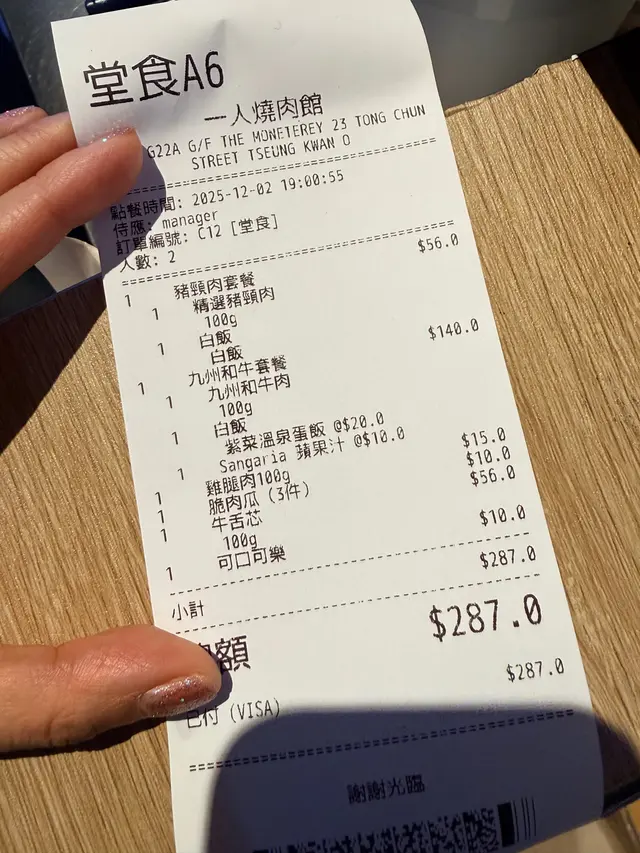 堂食A6
一人燒肉館
G22A G/F THE MONETEREY 23 TONG CHUN
STREET TSEUNG KWAN O
點餐時間: 2025-12-02 19:00:55
侍應: manager
訂單編號: C12 [堂食]
人數: 2
1 豬頸肉套餐 $56.0
1 精選豬頸肉
100g
1 白飯
白飯
1 九州和牛套餐 $140.0
1 九州和牛肉
100g
1 白飯
紫菜溫泉蛋飯 @$20.0
1 Sangaria 蘋果汁 @$10.0
1 雞腿肉100g $15.0
1 脆肉瓜 (3件) $10.0
1 牛舌芯 $56.0
100g
1 可口可樂 $10.0
小計 $287.0
額 $287.0
已付 (VISA) $287.0
謝謝光臨